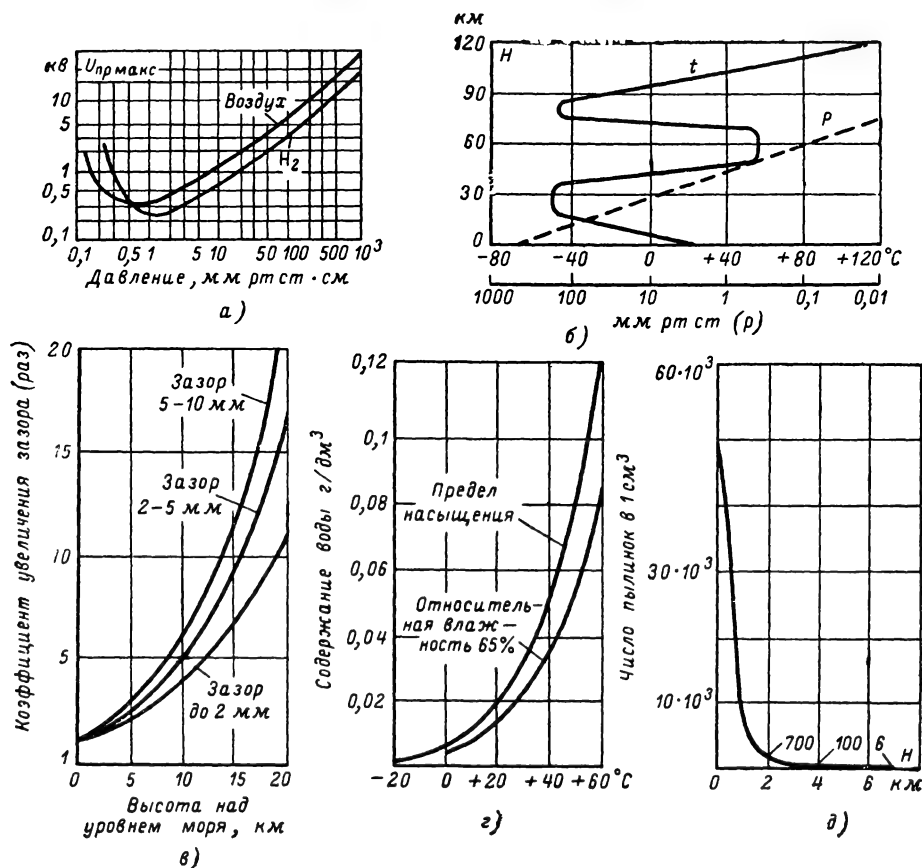 кв
Uпр макс
10
5
1
0,5
0,1
Воздух
H₂
0,1
0,5
1
5
10
50
100
500
10³
Давление, мм рт ст · см
а)
км
120
90
60
30
0
H
t
P
−80
−40
0
+40
+80
+120°С
1000
100
10
1
0,1
0,01
мм рт ст (р)
б)
Коэффициент увеличения зазора (раз)
20
15
10
5
1
Зазор
5−10 мм
Зазор
2−5 мм
Зазор
до 2 мм
0
5
10
15
20
Высота над
уровнем моря, км
в)
Содержание воды г/дм³
0,12
0,1
0,08
0,06
0,04
0,02
Предел
насыщения
Относитель-
ная влаж-
ность 65%
−20
0
+20
+40
+60°С
г)
Число пылинок в 1 см³
60·10³
30·10³
10·10³
700
100
6
H
0
2
4
6
км
д)